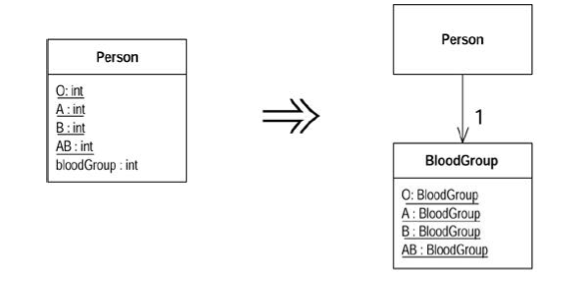 Person
O: int
A : int
B : int
AB : int
bloodGroup : int
Person
1
BloodGroup
O: BloodGroup
A : BloodGroup
B : BloodGroup
AB : BloodGroup